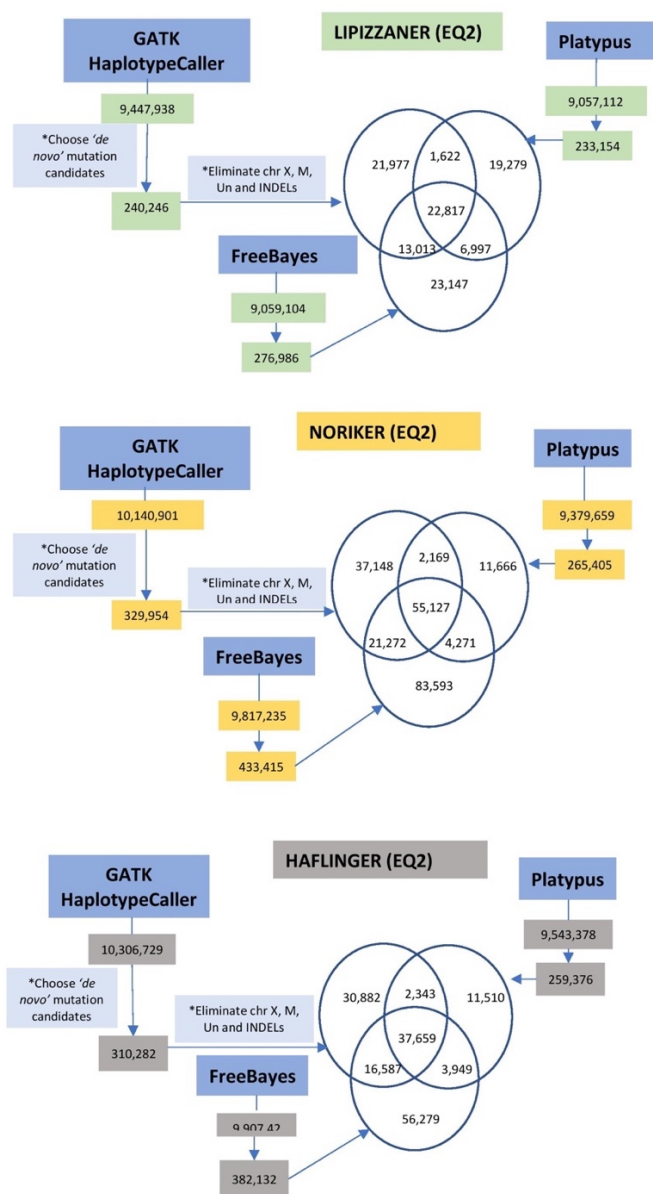 LIPIZZANER (EQ2)
GATK
HaplotypeCaller
Platypus
9,447,938
9,057,112
*Choose ‘de
novo’ mutation
candidates
*Eliminate chr X, M,
Un and INDELs
240,246
233,154
21,977
1,622
19,279
22,817
13,013
6,997
23,147
FreeBayes
9,059,104
276,986
NORIKER (EQ2)
GATK
HaplotypeCaller
Platypus
10,140,901
9,379,659
*Choose ‘de
novo’ mutation
candidates
*Eliminate chr X, M,
Un and INDELs
329,954
265,405
37,148
2,169
11,666
55,127
21,272
4,271
83,593
FreeBayes
9,817,235
433,415
HAFLINGER (EQ2)
GATK
HaplotypeCaller
Platypus
10,306,729
9,543,378
*Choose ‘de
novo’ mutation
candidates
*Eliminate chr X, M,
Un and INDELs
310,282
259,376
30,882
2,343
11,510
37,659
16,587
3,949
56,279
FreeBayes
9,907,42
382,132